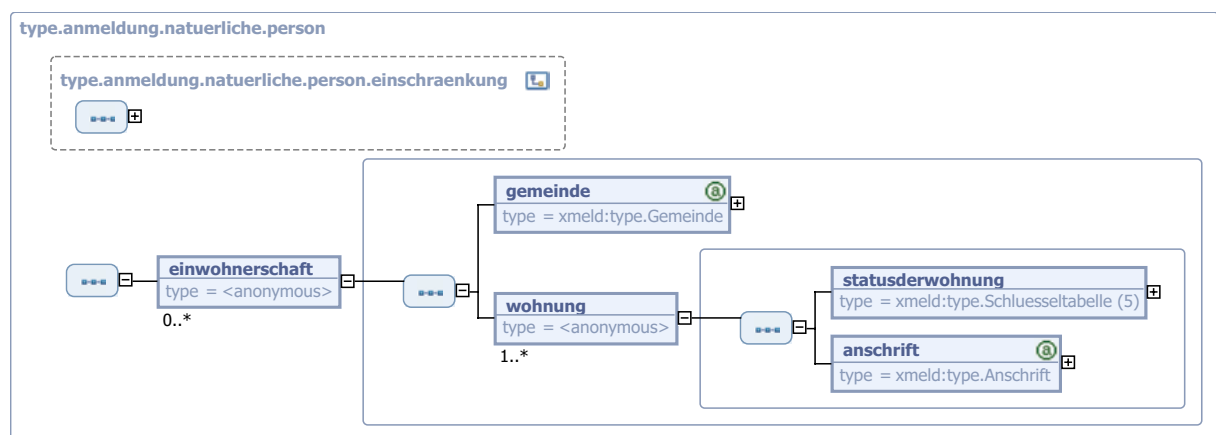 type.anmeldung.natuerliche.person
type.anmeldung.natuerliche.person.einschraenkung
gemeinde
type = xmeld:type.Gemeinde
einwohnerschaft
type = <anonymous>
0..*
wohnung
type = <anonymous>
1..*
statusderwohnung
type = xmeld:type.Schluesseltabelle (5)
anschrift
type = xmeld:type.Anschrift